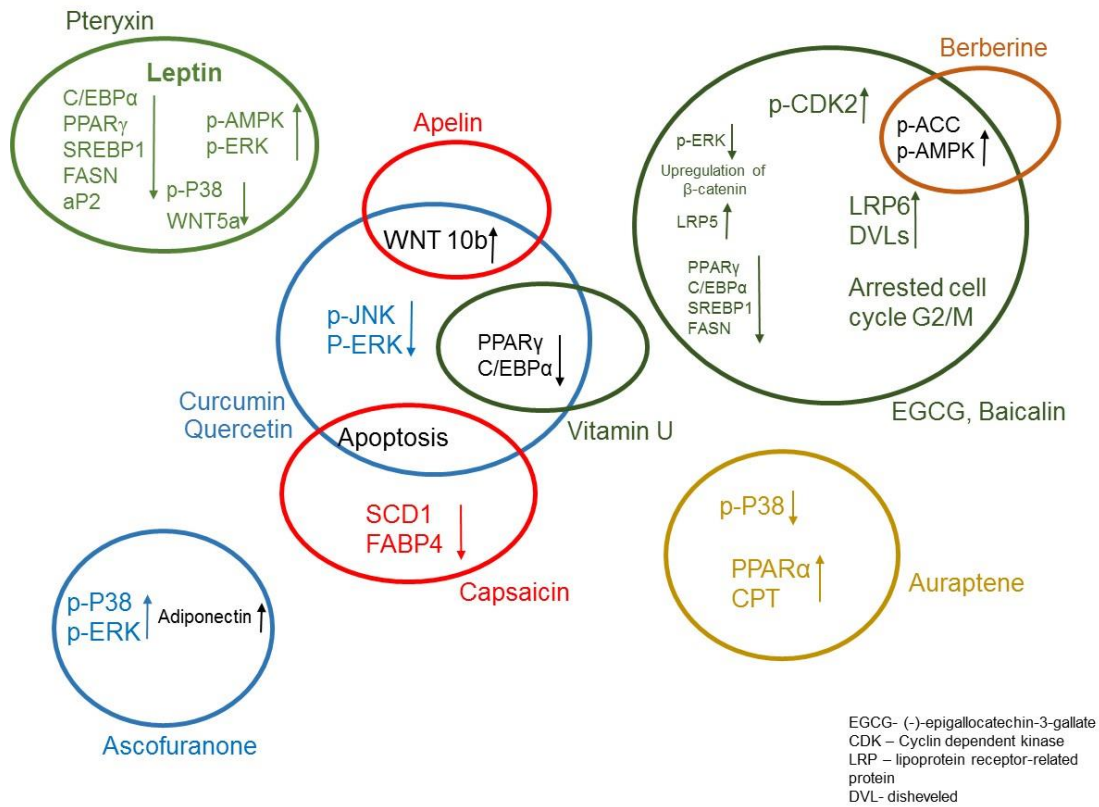 Pteryxin
Leptin
C/EBPα
PPARγ
SREBP1
FASN
aP2
p-AMPK
p-ERK
p-P38
WNT5a
Apelin
WNT 10b
p-JNK
P-ERK
PPARγ
C/EBPα
Curcumin
Quercetin
Vitamin U
Apoptosis
SCD1
FABP4
Capsaicin
Berberine
p-CDK2
p-ACC
p-AMPK
p-ERK
Upregulation of
β-catenin
LRP5
LRP6
DVLs
PPARγ
C/EBPα
SREBP1
FASN
Arrested cell
cycle G2/M
EGCG, Baicalin
p-P38
PPARα
CPT
Auraptene
p-P38
p-ERK
Adiponectin
Ascofuranone
EGCG- (-)-epigallocatechin-3-gallate
CDK – Cyclin dependent kinase
LRP – lipoprotein receptor-related
protein
DVL- disheveled